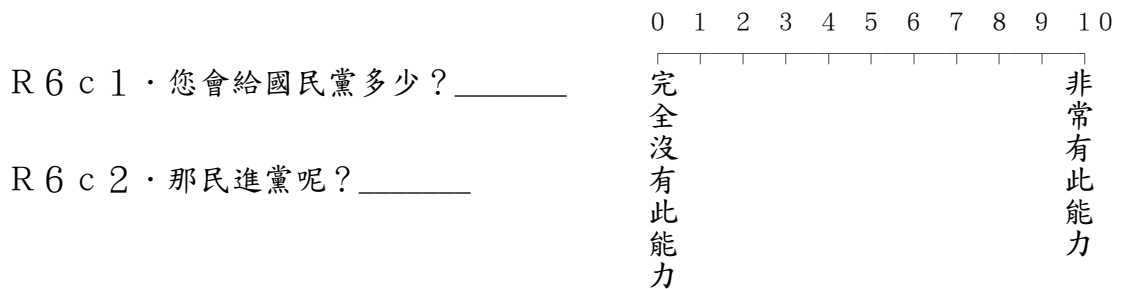 0 1 2 3 4 5 6 7 8 9 10
R6c1．您會給國民黨多少？_______
R6c2．那民進黨呢？_______
完全沒有此能力
非常有此能力